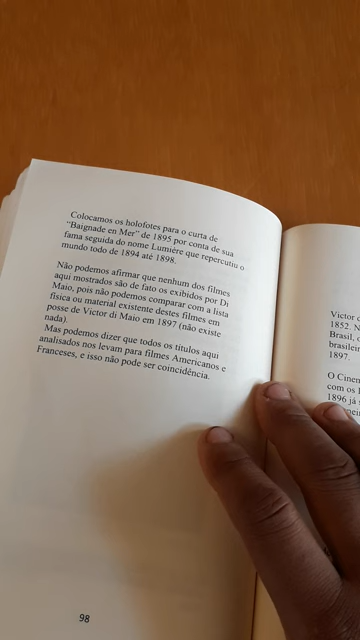 Colocamos os holofotes para o curta de
"Baignade en Mer" de 1895 por conta de sua
fama seguida do nome Lumière que repercutiu o
mundo todo de 1894 até 1898.
Não podemos afirmar que nenhum dos filmes
aqui mostrados são de fato os exibidos por Di
Maio, pois não podemos comparar com a lista
física ou material existente destes filmes em
posse de Victor di Maio em 1897 (não existe
nada).
Mas podemos dizer que todos os títulos aqui
analisados nos levam para filmes Americanos e
Franceses, e isso não pode ser coincidência.
98
Victor
1852. N
Brasil, o
brasilei
1897.
O Cinem
com os
1896 já